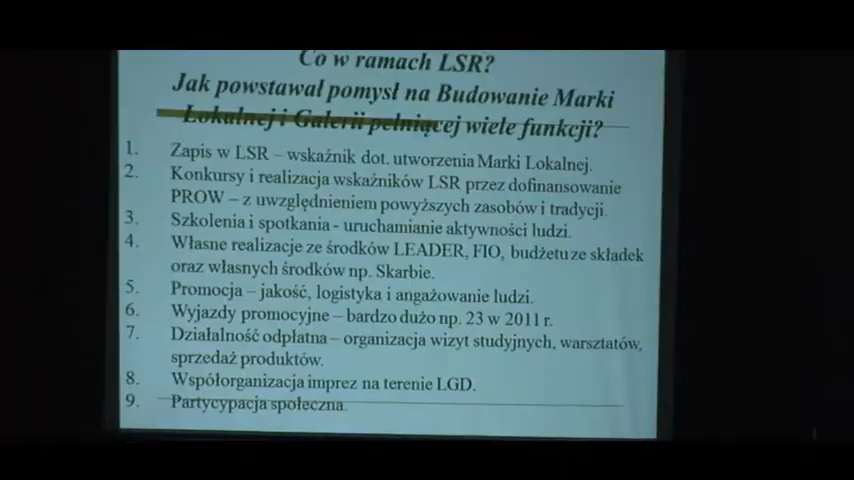 Co w ramach LSR?
Jak powstawał pomysł na Budowanie Marki
Lokalnej i Galerii pełniącej wiele funkcji?
1. Zapis w LSR – wskaźnik dot. utworzenia Marki Lokalnej.
2. Konkursy i realizacja wskaźników LSR przez dofinansowanie
PROW – z uwzględnieniem powyższych zasobów i tradycji.
3. Szkolenia i spotkania - uruchamianie aktywności ludzi.
4. Własne realizacje ze środków LEADER, FIO, budżetu ze składek
oraz własnych środków np. Skarbie.
5. Promocja – jakość, logistyka i angażowanie ludzi.
6. Wyjazdy promocyjne – bardzo dużo np. 23 w 2011 r.
7. Działalność odpłatna – organizacja wizyt studyjnych, warsztatów,
sprzedaż produktów.
8. Współorganizacja imprez na terenie LGD.
9. Partycypacja społeczna.